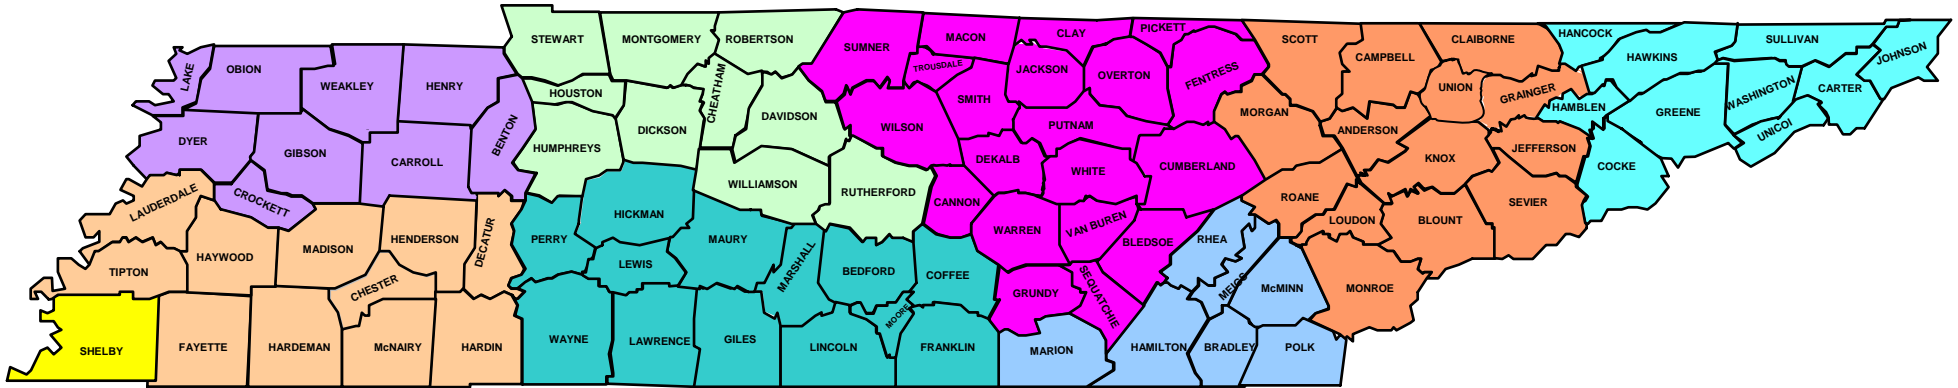 LAKE
OBION
WEAKLEY
HENRY
STEWART
MONTGOMERY
ROBERTSON
SUMNER
MACON
CLAY
PICKETT
SCOTT
CAMPBELL
CLAIBORNE
HANCOCK
HAWKINS
SULLIVAN
JOHNSON
TROUSDALE
JACKSON
OVERTON
FENTRESS
UNION
GRAINGER
WASHINGTON
CARTER
HOUSTON
CHEATHAM
SMITH
MORGAN
HAMBLEN
GREENE
UNICOI
DYER
GIBSON
CARROLL
BENTON
HUMPHREYS
DICKSON
DAVIDSON
WILSON
PUTNAM
ANDERSON
KNOX
JEFFERSON
COCKE
DEKALB
WHITE
CUMBERLAND
LAUDERDALE
CROCKETT
WILLIAMSON
RUTHERFORD
CANNON
ROANE
LOUDON
BLOUNT
SEVIER
HAYWOOD
MADISON
HENDERSON
DECATUR
PERRY
HICKMAN
MAURY
WARREN
VAN BUREN
BLEDSOE
RHEA
TIPTON
CHESTER
LEWIS
MARSHALL
BEDFORD
COFFEE
GRUNDY
SEQUATCHIE
MEIGS
McMINN
MONROE
SHELBY
FAYETTE
HARDEMAN
McNAIRY
HARDIN
WAYNE
LAWRENCE
GILES
LINCOLN
MOORE
FRANKLIN
MARION
HAMILTON
BRADLEY
POLK